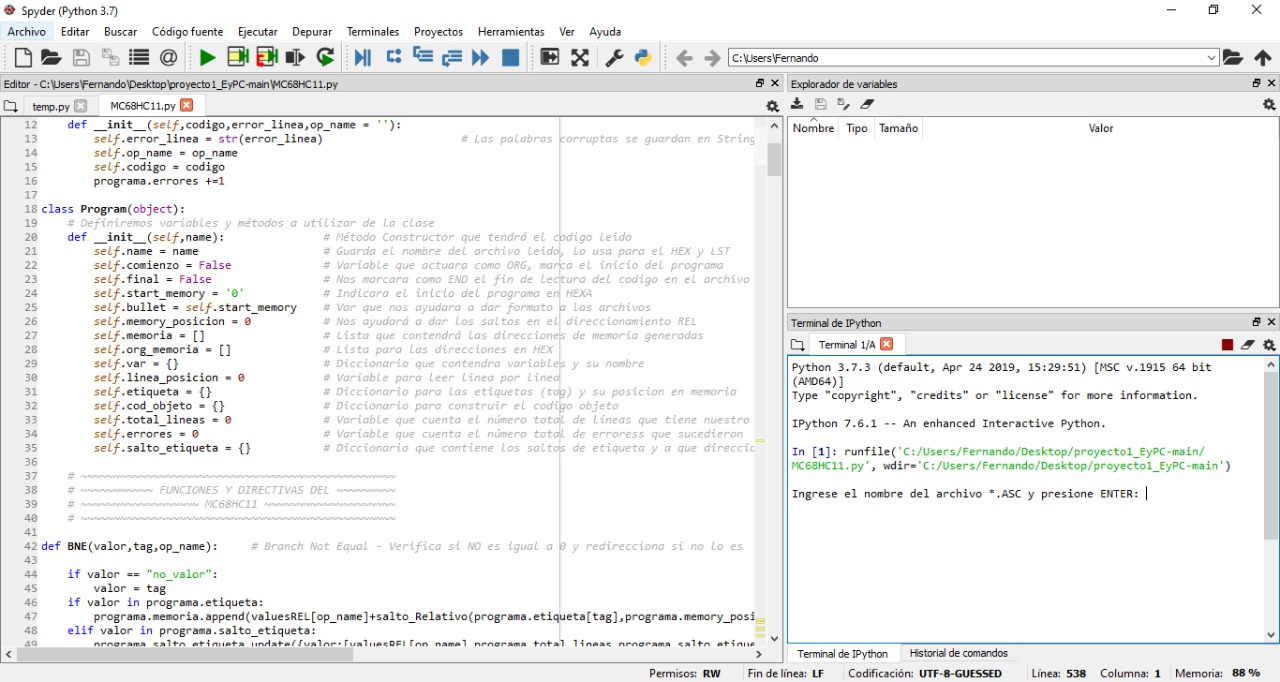 Spyder (Python 3.7)
Archivo Editar Buscar Código fuente Ejecutar Depurar Terminales Proyectos Herramientas Ver Ayuda
C:\Users\Fernando
Editor - C:\Users\Fernando\Desktop\proyecto1_EyPC-main\MC68HC11.py
temp.py MC68HC11.py
12 def __init__(self,codigo,error_linea,op_name = ''):
13 self.error_linea = str(error_linea) # Las palabras corruptas se guardan en String
14 self.op_name = op_name
15 self.codigo = codigo
16 programa.errores +=1
17
18 class Program(object):
19 # Definiremos variables y métodos a utilizar de la clase
20 def __init__(self,name): # Método Constructor que tendrá el codigo leido
21 self.name = name # Guarda el nombre del archivo leido, lo usa para el HEX y LST
22 self.comienzo = False # Variable que actuara como ORG, marca el inicio del programa
23 self.final = False # Nos marcara como END el fin de lectura del codigo en el archivo
24 self.start_memory = '0' # Indicara el inicio del programa en HEXA
25 self.bullet = self.start_memory # Var que nos ayudara a dar formato a los archivos
26 self.memory_posicion = 0 # Nos ayudará a dar los saltos en el direccionamiento REL
27 self.memoria = [] # Lista que contendrá las direcciones de memoria generadas
28 self.org_memoria = [] # Lista para las direcciones en HEX
29 self.var = {} # Diccionario que contendra variables y su nombre
30 self.linea_posicion = 0 # Variable para leer linea por linea
31 self.etiqueta = {} # Diccionario para las etiquetas (tag) y su posicion en memoria
32 self.cod_objeto = {} # Diccionario para construir el codigo objeto
33 self.total_lineas = 0 # Variable que cuenta el número total de líneas que tiene nuestro
34 self.errores = 0 # Variable que cuenta el número total de erroress que sucedieron
35 self.salto_etiqueta = {} # Diccionario que contiene los saltos de etiqueta y a que direccio
36
37 # ~~~~~~~~~~~~~~~~~~~~~~~~~~~~~~~~~~~~~~~~~~~~~~~~
38 # ~~~~~~~~~~~ FUNCIONES Y DIRECTIVAS DEL ~~~~~~~~~
39 # ~~~~~~~~~~~~~~~~~~ MC68HC11 ~~~~~~~~~~~~~~~~~~~~
40 # ~~~~~~~~~~~~~~~~~~~~~~~~~~~~~~~~~~~~~~~~~~~~~~~~
41
42 def BNE(valor,tag,op_name): # Branch Not Equal - Verifica si NO es igual a 0 y redirecciona si no lo es
43
44 if valor == "no_valor":
45 valor = tag
46 if valor in programa.etiqueta:
47 programa.memoria.append(valuesREL[op_name]+salto_Relativo(programa.etiqueta[tag],programa.memory_posi
48 elif valor in programa.salto_etiqueta:
49 programa.salto_etiqueta.update({valor:[valuesREL[op_name],programa.total_lineas,programa.salto_etique
Explorador de variables
Nombre Tipo Tamaño Valor
Terminal de IPython
Terminal 1/A
Python 3.7.3 (default, Apr 24 2019, 15:29:51) [MSC v.1915 64 bit
(AMD64)]
Type "copyright", "credits" or "license" for more information.
IPython 7.6.1 -- An enhanced Interactive Python.
In [1]: runfile('C:/Users/Fernando/Desktop/proyecto1_EyPC-main/
MC68HC11.py', wdir='C:/Users/Fernando/Desktop/proyecto1_EyPC-main')
Ingrese el nombre del archivo *.ASC y presione ENTER:
Terminal de IPython Historial de comandos
Permisos: RW Fin de línea: LF Codificación: UTF-8-GUESSED Línea: 538 Columna: 1 Memoria: 88 %